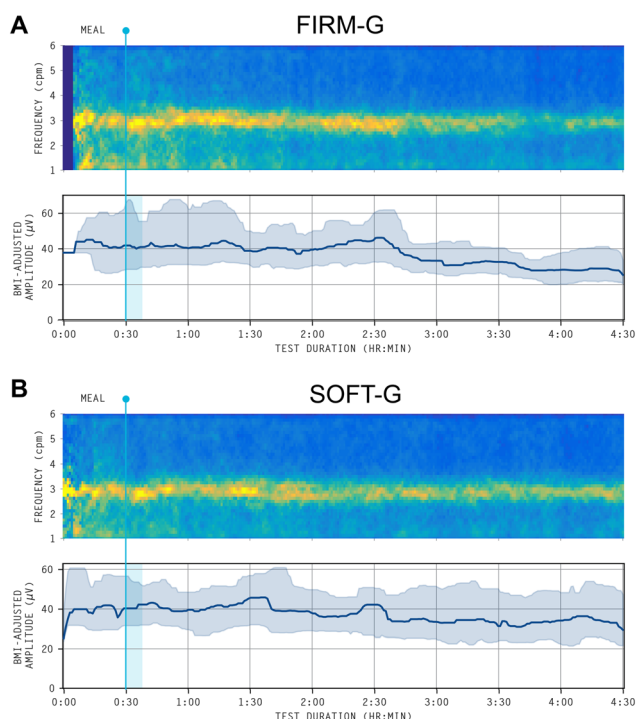 A
FIRM-G
MEAL
6
5
4
3
2
1
FREQUENCY (cpm)
60
40
20
0
BMI-ADJUSTED
AMPLITUDE (µV)
0:00 0:30 1:00 1:30 2:00 2:30 3:00 3:30 4:00 4:30
TEST DURATION (HR:MIN)
B
SOFT-G
MEAL
6
5
4
3
2
1
FREQUENCY (cpm)
60
40
20
0
BMI-ADJUSTED
AMPLITUDE (µV)
0:00 0:30 1:00 1:30 2:00 2:30 3:00 3:30 4:00 4:30
TEST DURATION (HR:MIN)